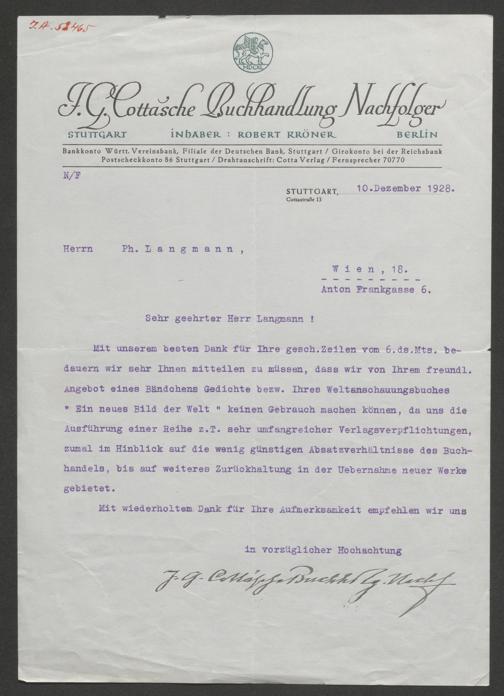 J.A. 52465
J. G. Cotta'sche Buchhandlung Nachfolger
STUTTGART INHABER : ROBERT KRÖNER BERLIN
Bankkonto Württ. Vereinsbank, Filiale der Deutschen Bank, Stuttgart / Girokonto bei der Reichsbank
Postscheckkonto 86 Stuttgart / Drahtanschrift: Cotta Verlag / Fernsprecher 70770
N/F
STUTTGART, 10.Dezember 1928.
Cottastraße 13
Herrn Ph. Langmann,
Wien, 18.
Anton Frankgasse 6.
Sehr geehrter Herr Langmann !
Mit unserem besten Dank für Ihre gesch.Zeilen vom 6.ds.Mts. be-
dauern wir sehr Ihnen mitteilen zu müssen, dass wir von Ihrem freundl.
Angebot eines Bändchens Gedichte bezw. Ihres Weltanschauungsbuches
" Ein neues Bild der Welt " keinen Gebrauch machen können, da uns die
Ausführung einer Reihe z.T. sehr umfangreicher Verlagsverpflichtungen,
zumal im Hinblick auf die wenig günstigen Absatzverhältnisse des Buch-
handels, bis auf weiteres Zurückhaltung in der Uebernahme neuer Werke
gebietet.
Mit wiederholtem Dank für Ihre Aufmerksamkeit empfehlen wir uns
in vorzüglicher Hochachtung
J. G. Cotta'sche Buchhdlg. Nachf.